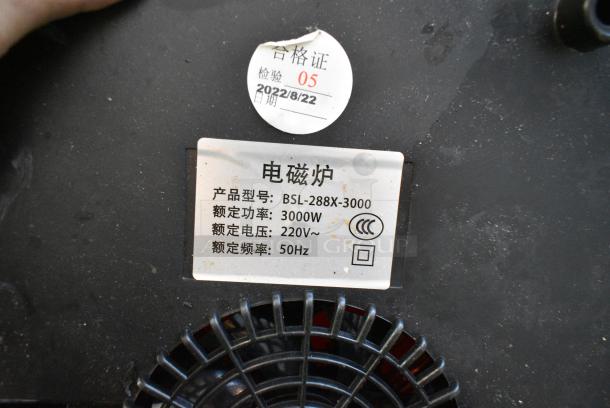 合格证
检验 05
2022/8/22
日期
电磁炉
产品型号: BSL-288X-3000
额定功率: 3000W
额定电压: 220V~
额定频率: 50Hz
CCC